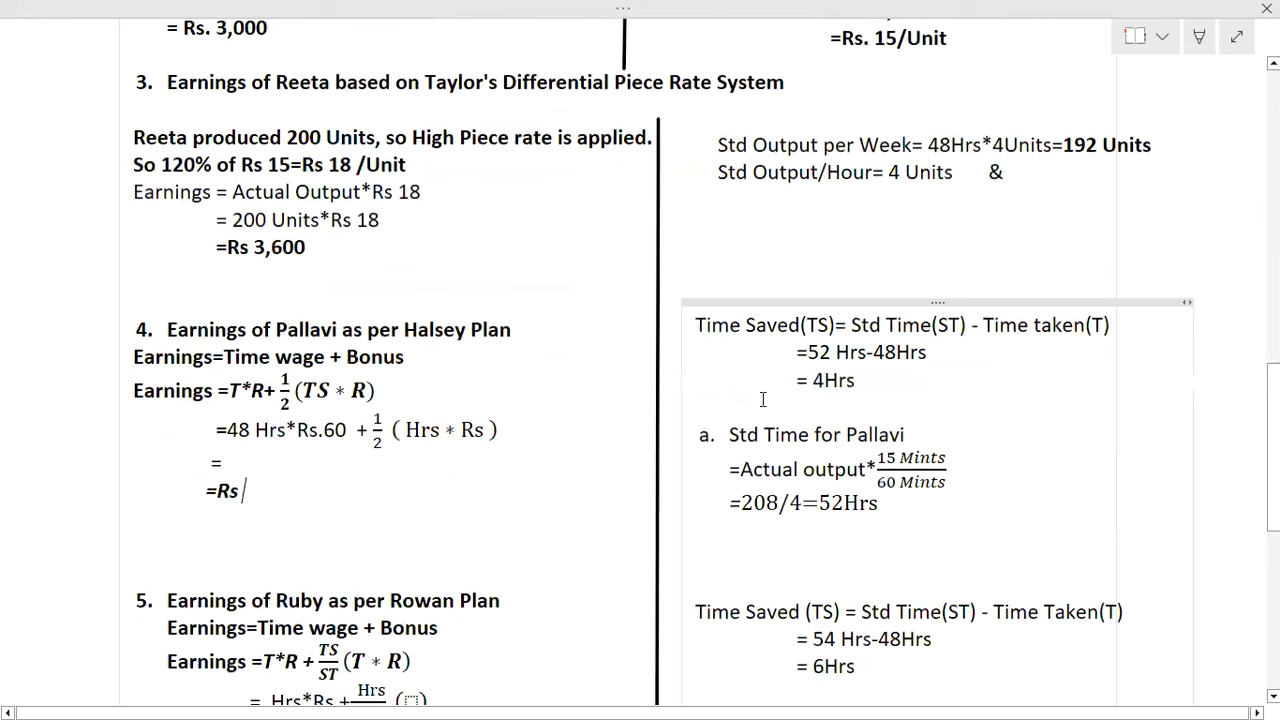 = Rs. 3,000
=Rs. 15/Unit
3. Earnings of Reeta based on Taylor's Differential Piece Rate System
Reeta produced 200 Units, so High Piece rate is applied.
So 120% of Rs 15=Rs 18 /Unit
Earnings = Actual Output*Rs 18
= 200 Units*Rs 18
=Rs 3,600
Std Output per Week= 48Hrs*4Units=192 Units
Std Output/Hour= 4 Units &
4. Earnings of Pallavi as per Halsey Plan
Earnings=Time wage + Bonus
Earnings =T*R+ 1/2 (TS * R)
=48 Hrs*Rs.60 + 1/2 ( Hrs * Rs )
=
=Rs
Time Saved(TS)= Std Time(ST) - Time taken(T)
=52 Hrs-48Hrs
= 4Hrs
a. Std Time for Pallavi
=Actual output* 15 Mints/60 Mints
=208/4=52Hrs
5. Earnings of Ruby as per Rowan Plan
Earnings=Time wage + Bonus
Earnings =T*R + TS/ST (T * R)
= Hrs*Rs + Hrs
Time Saved (TS) = Std Time(ST) - Time Taken(T)
= 54 Hrs-48Hrs
= 6Hrs